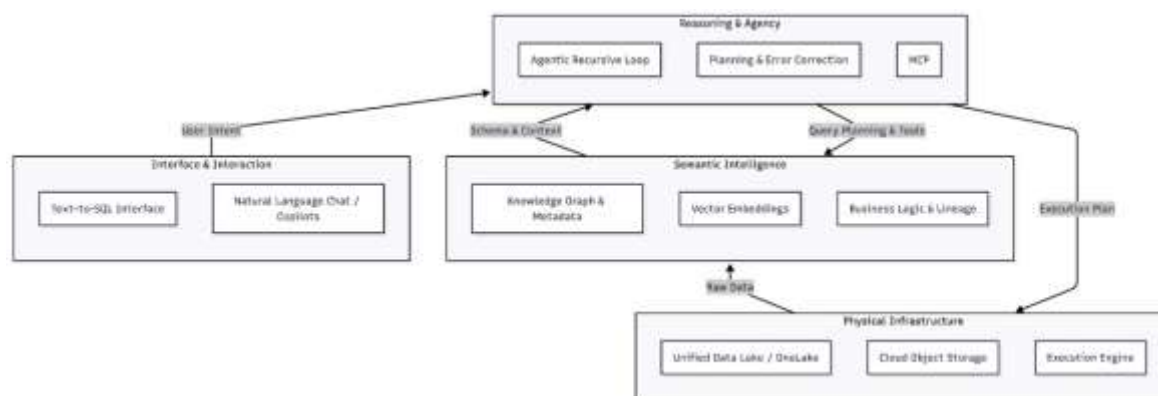 Reasoning & Agency
Agentic Recursive Loop
Planning & Error Correction
MCP
User Intent
Schema & Context
Query Planning & Tools
Interface & Interaction
Text-to-SQL Interface
Natural Language Chat /
Copilots
Semantic Intelligence
Knowledge Graph &
Metadata
Vector Embeddings
Business Logic & Lineage
Execution Plan
Raw Data
Physical Infrastructure
Unified Data Lake / OneLake
Cloud Object Storage
Execution Engine